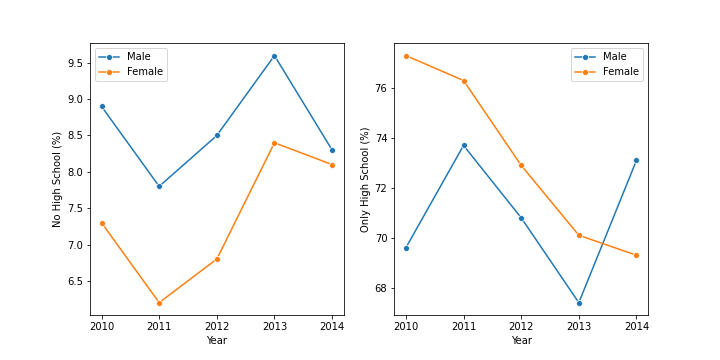 No High School (%)
9.5
9.0
8.5
8.0
7.5
7.0
6.5
Male
Female
2010 2011 2012 2013 2014
Year
Only High School (%)
76
74
72
70
68
Male
Female
2010 2011 2012 2013 2014
Year